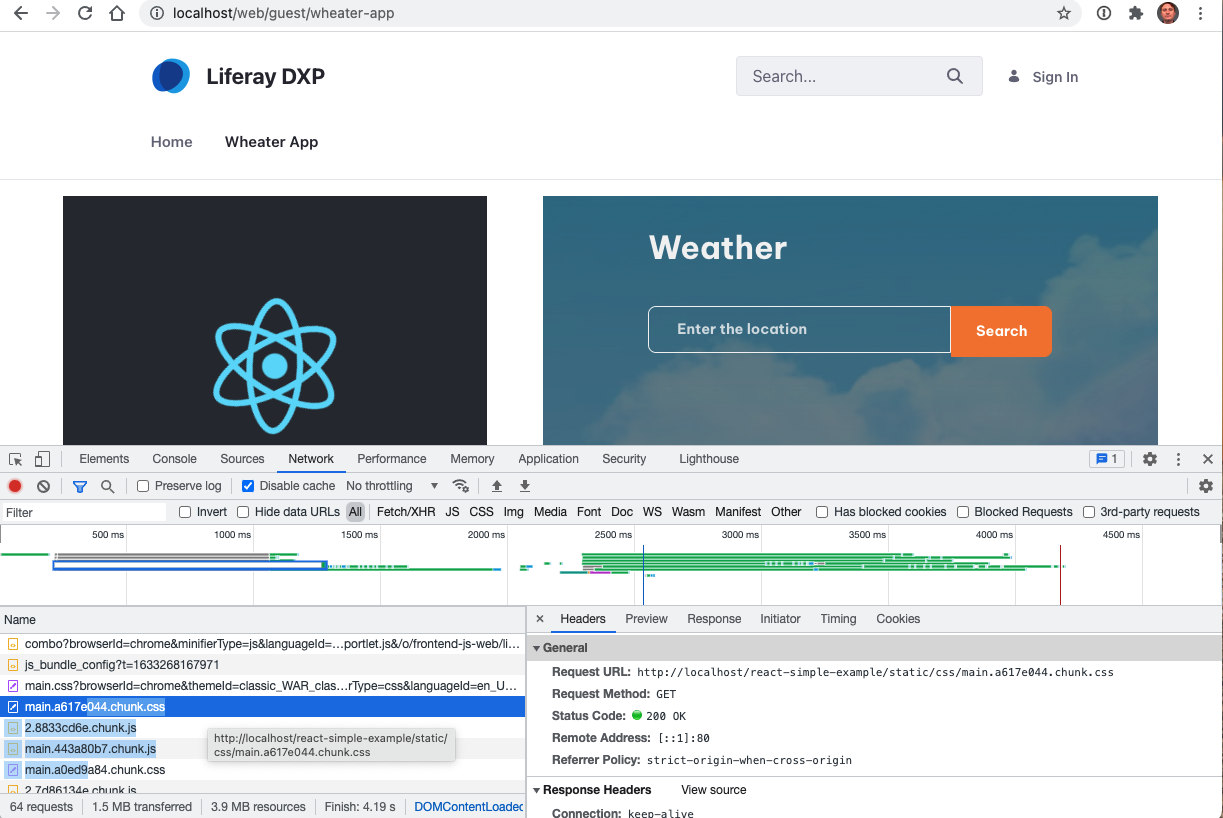 localhost/web/guest/wheater-app
Liferay DXP
Search...
Sign In
Home
Wheater App
Weather
Enter the location
Search
Elements Console Sources Network Performance Memory Application Security Lighthouse 1
Preserve log Disable cache No throttling
Filter Invert Hide data URLs All Fetch/XHR JS CSS Img Media Font Doc WS Wasm Manifest Other Has blocked cookies Blocked Requests 3rd-party requests
500 ms 1000 ms 1500 ms 2000 ms 2500 ms 3000 ms 3500 ms 4000 ms 4500 ms
Name
combo?browserId=chrome&minifierType=js&languageId=...portlet.js&/o/frontend-js-web/li...
js_bundle_config?t=1633268167971
main.css?browserId=chrome&themeId=classic_WAR_clas...rType=css&languageId=en_U...
main.a617e044.chunk.css
2.8833cd6e.chunk.js
main.443a80b7.chunk.js
main.a0ed9a84.chunk.css
2.7d86134e.chunk.js
http://localhost/react-simple-example/static/
css/main.a617e044.chunk.css
64 requests 1.5 MB transferred 3.9 MB resources Finish: 4.19 s DOMContentLoaded
Headers Preview Response Initiator Timing Cookies
General
Request URL: http://localhost/react-simple-example/static/css/main.a617e044.chunk.css
Request Method: GET
Status Code: 200 OK
Remote Address: [::1]:80
Referrer Policy: strict-origin-when-cross-origin
Response Headers View source
Connection: keep-alive